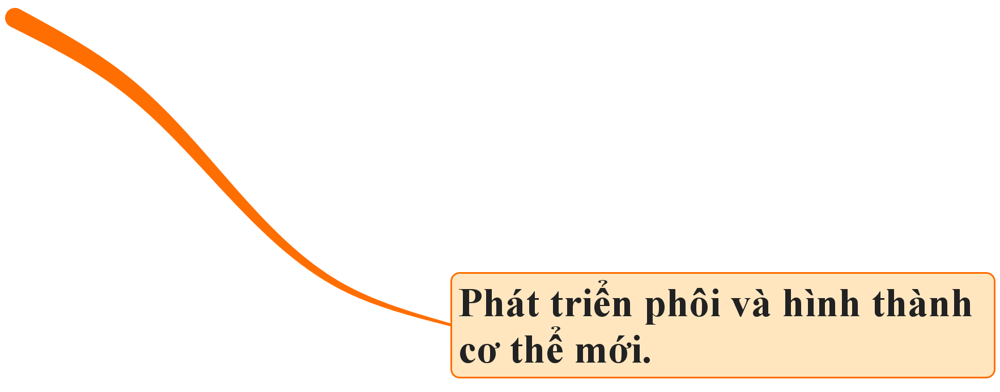 Phát triển phôi và hình thành
cơ thể mới.